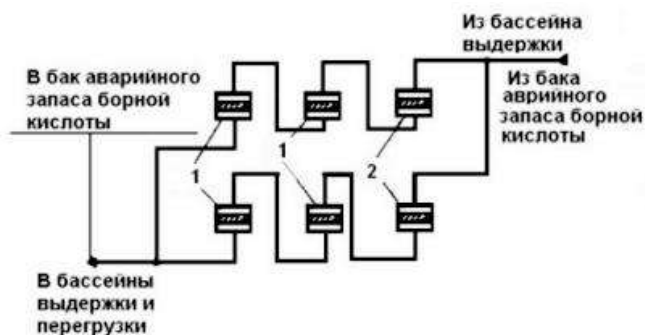 Из бассейна
выдержки
В бак аварийного
запаса борной
кислоты
Из бака
аврийного
запаса борной
кислоты
1
1
2
В бассейны
выдержки и
перегрузки